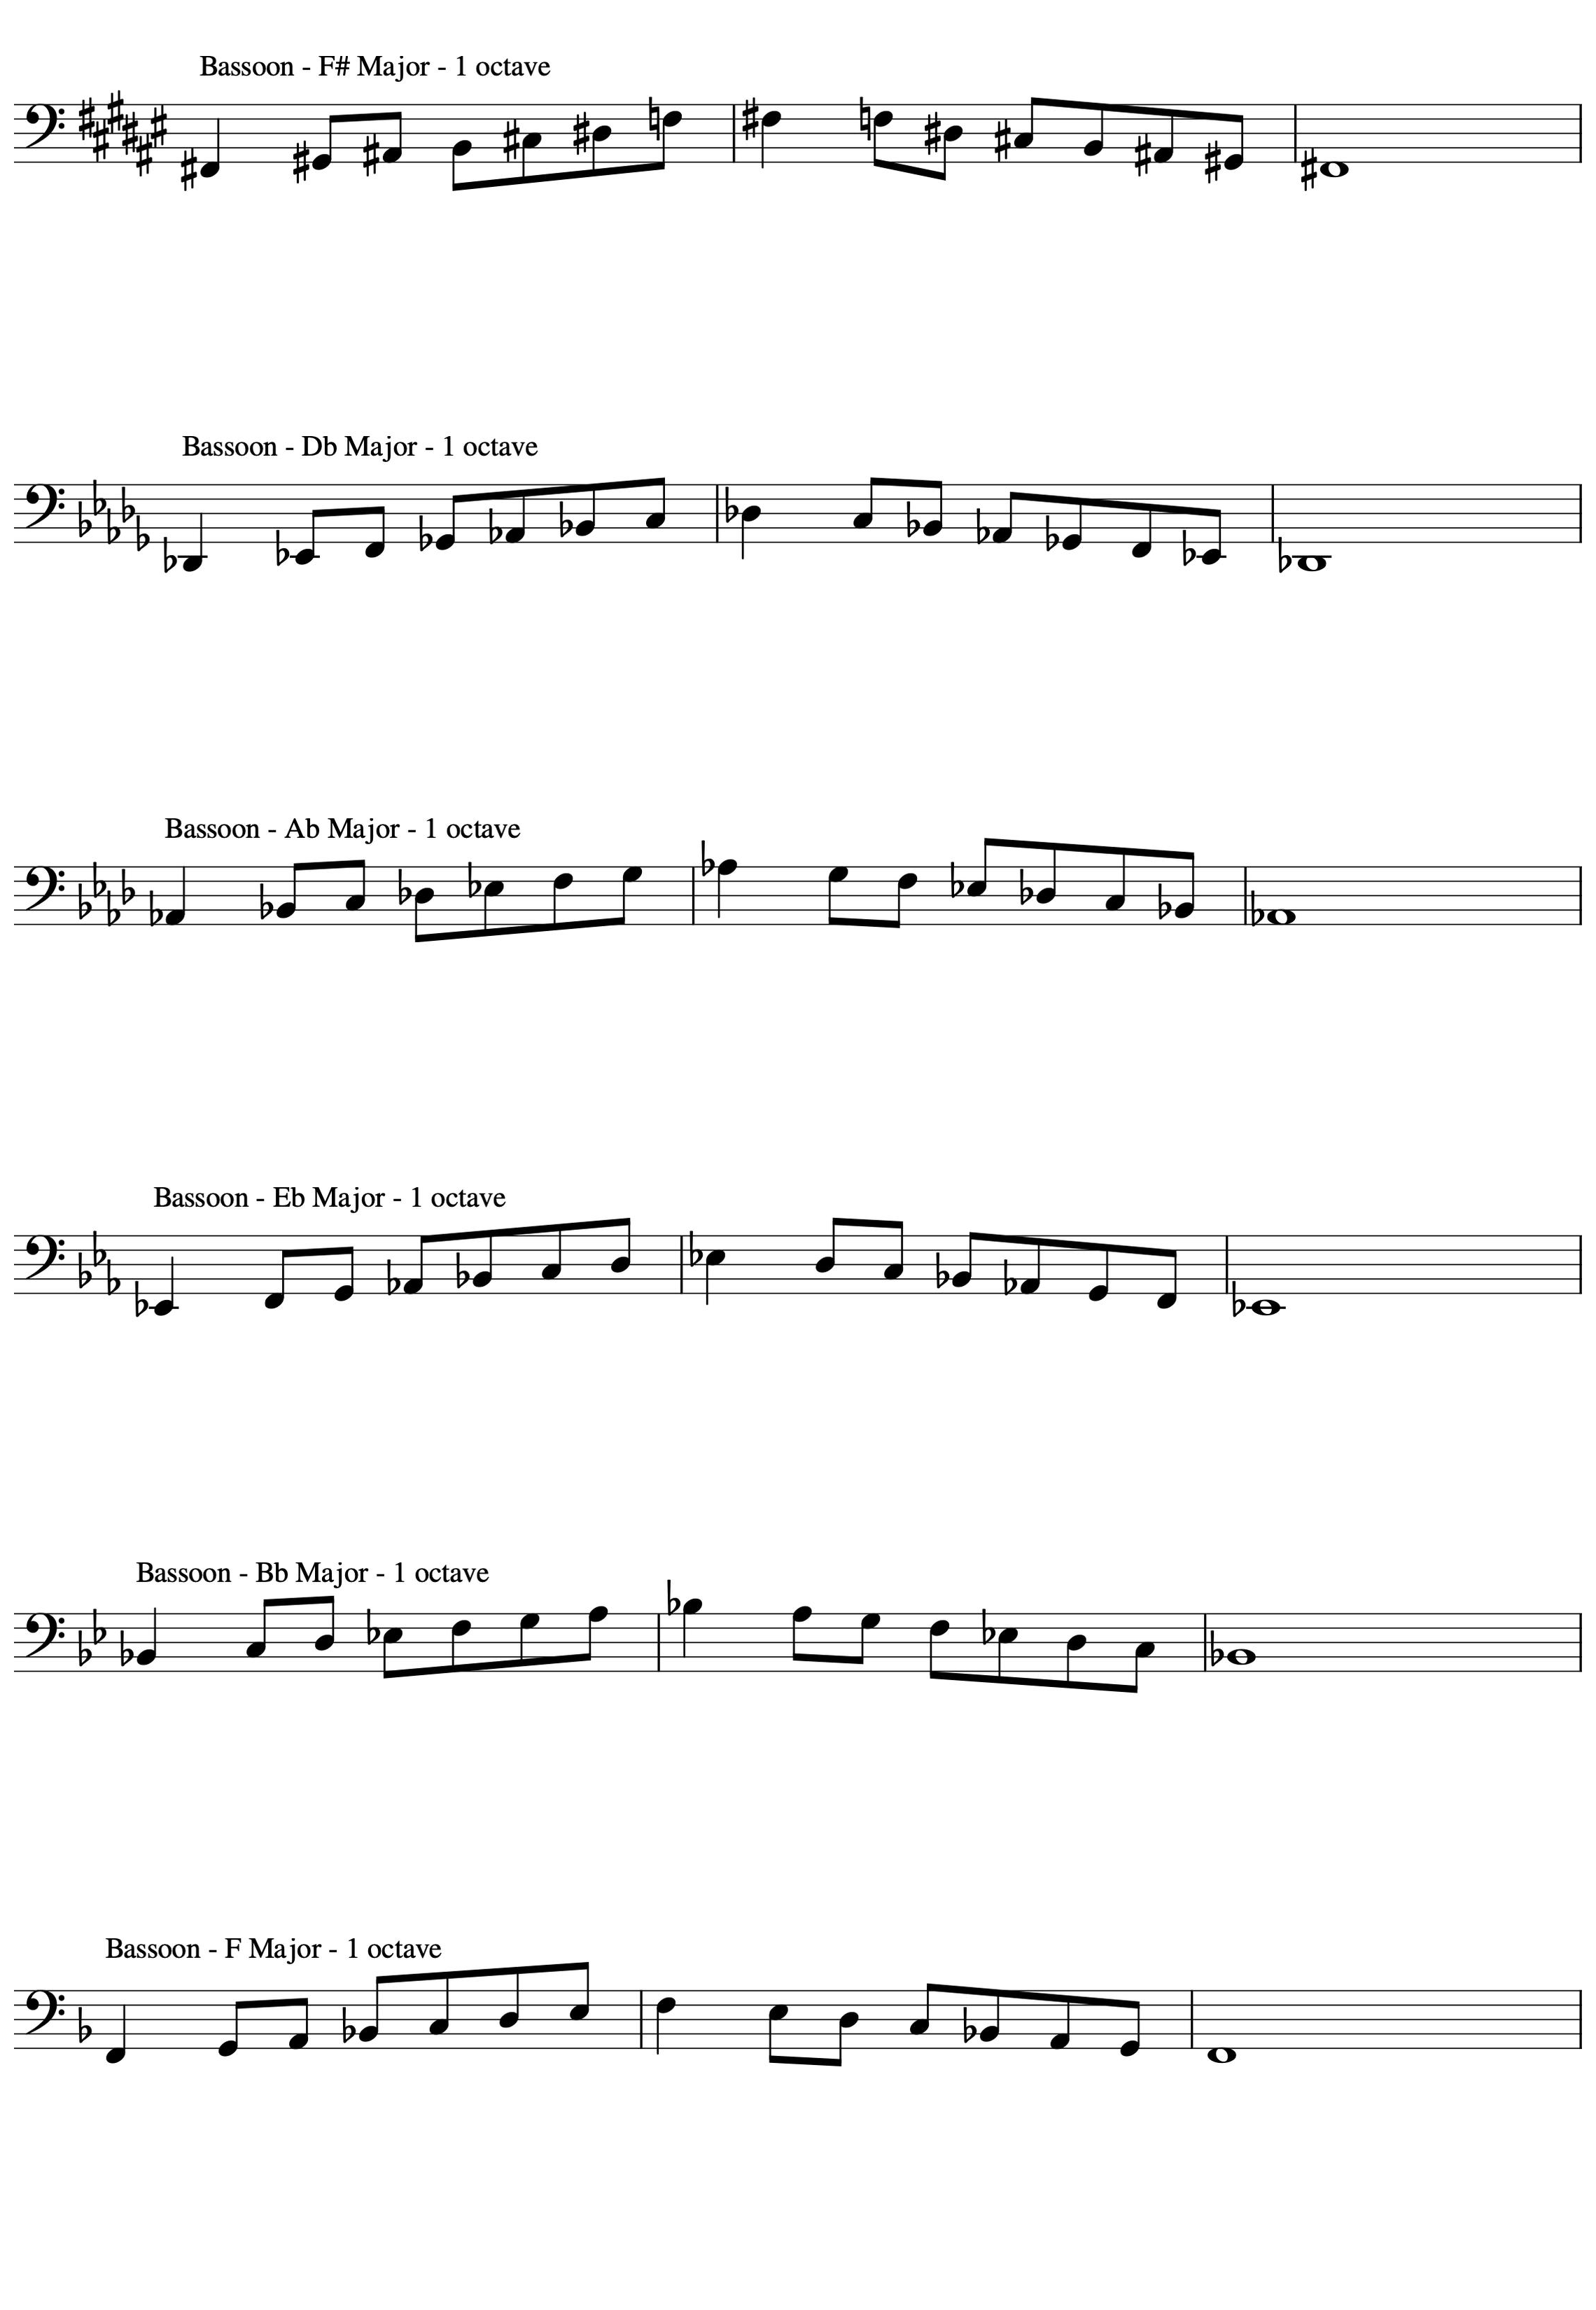 Bassoon - F# Major - 1 octave
Bassoon - Db Major - 1 octave
Bassoon - Ab Major - 1 octave
Bassoon - Eb Major - 1 octave
Bassoon - Bb Major - 1 octave
Bassoon - F Major - 1 octave